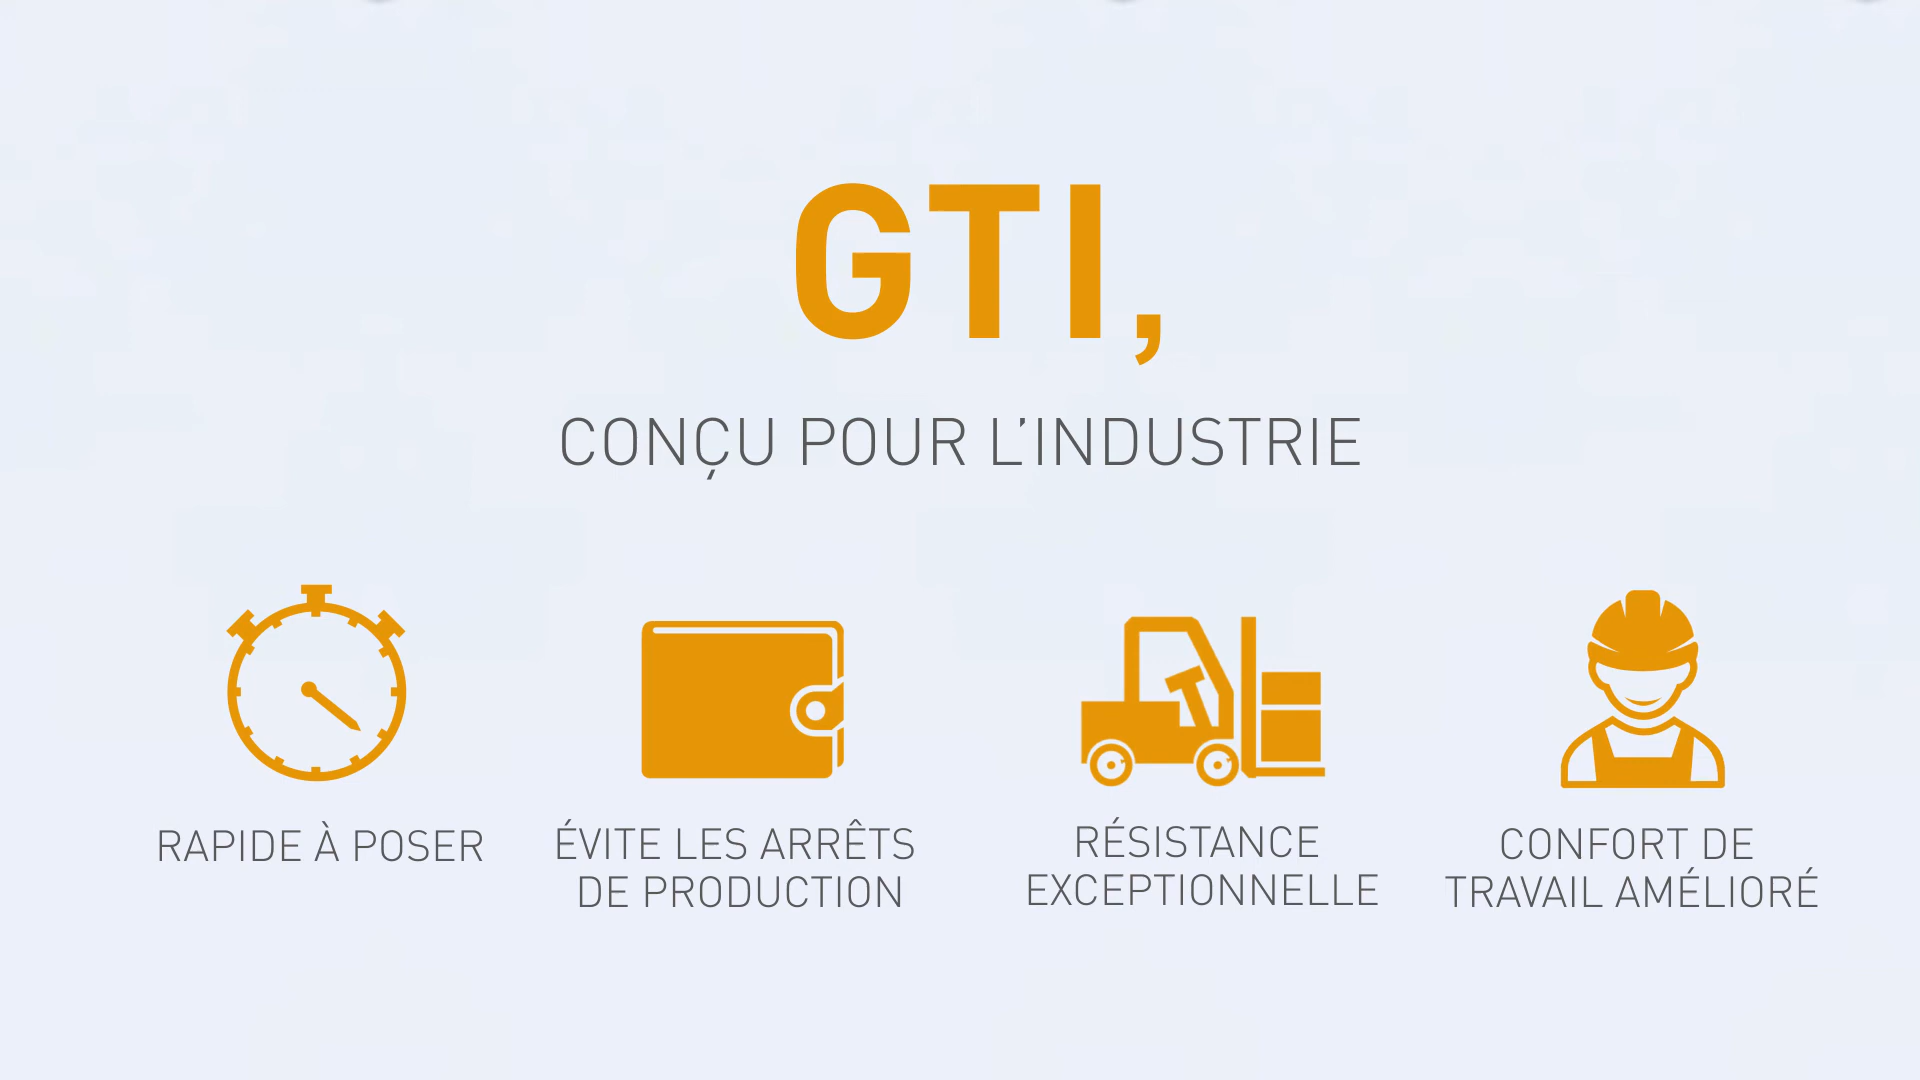 GTI,
CONÇU POUR L’INDUSTRIE
RAPIDE À POSER
ÉVITE LES ARRÊTS
DE PRODUCTION
RÉSISTANCE
EXCEPTIONNELLE
CONFORT DE
TRAVAIL AMÉLIORÉ